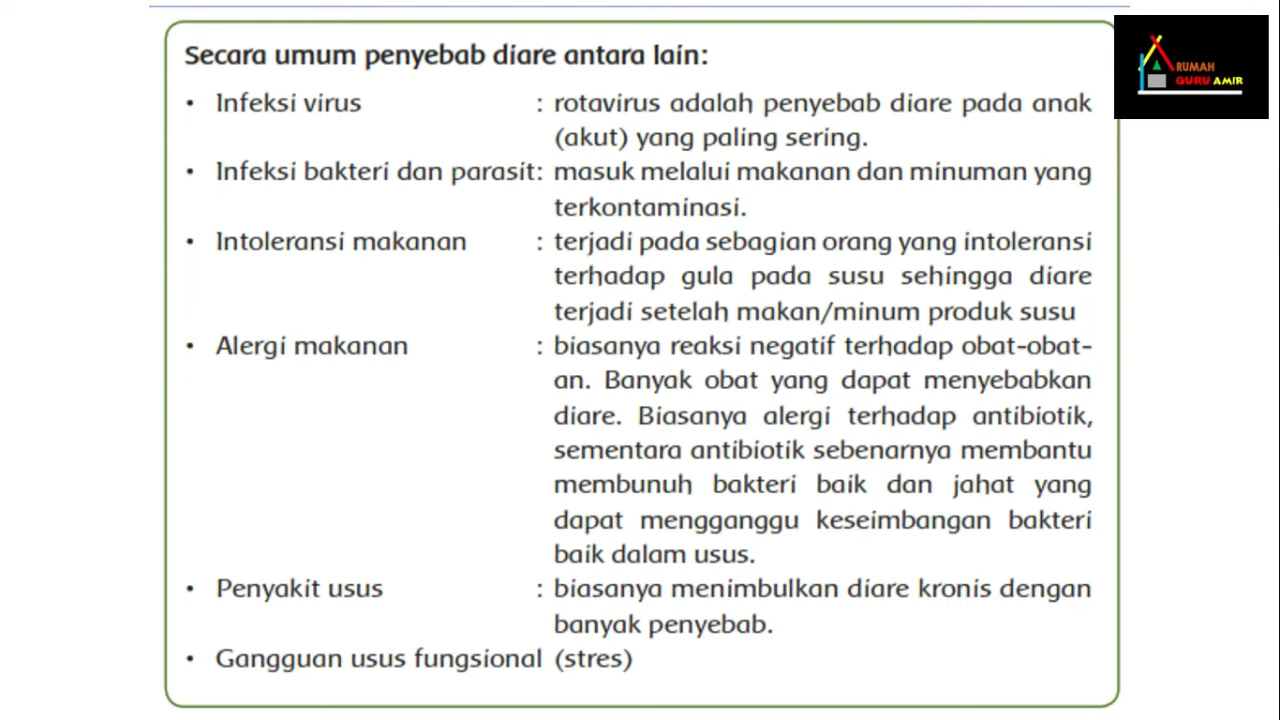 Secara umum penyebab diare antara lain:
• Infeksi virus : rotavirus adalah penyebab diare pada anak
(akut) yang paling sering.
• Infeksi bakteri dan parasit: masuk melalui makanan dan minuman yang
terkontaminasi.
• Intoleransi makanan : terjadi pada sebagian orang yang intoleransi
terhadap gula pada susu sehingga diare
terjadi setelah makan/minum produk susu
• Alergi makanan : biasanya reaksi negatif terhadap obat-obat-
an. Banyak obat yang dapat menyebabkan
diare. Biasanya alergi terhadap antibiotik,
sementara antibiotik sebenarnya membantu
membunuh bakteri baik dan jahat yang
dapat mengganggu keseimbangan bakteri
baik dalam usus.
• Penyakit usus : biasanya menimbulkan diare kronis dengan
banyak penyebab.
• Gangguan usus fungsional (stres)
RUMAH
GURU AMIR